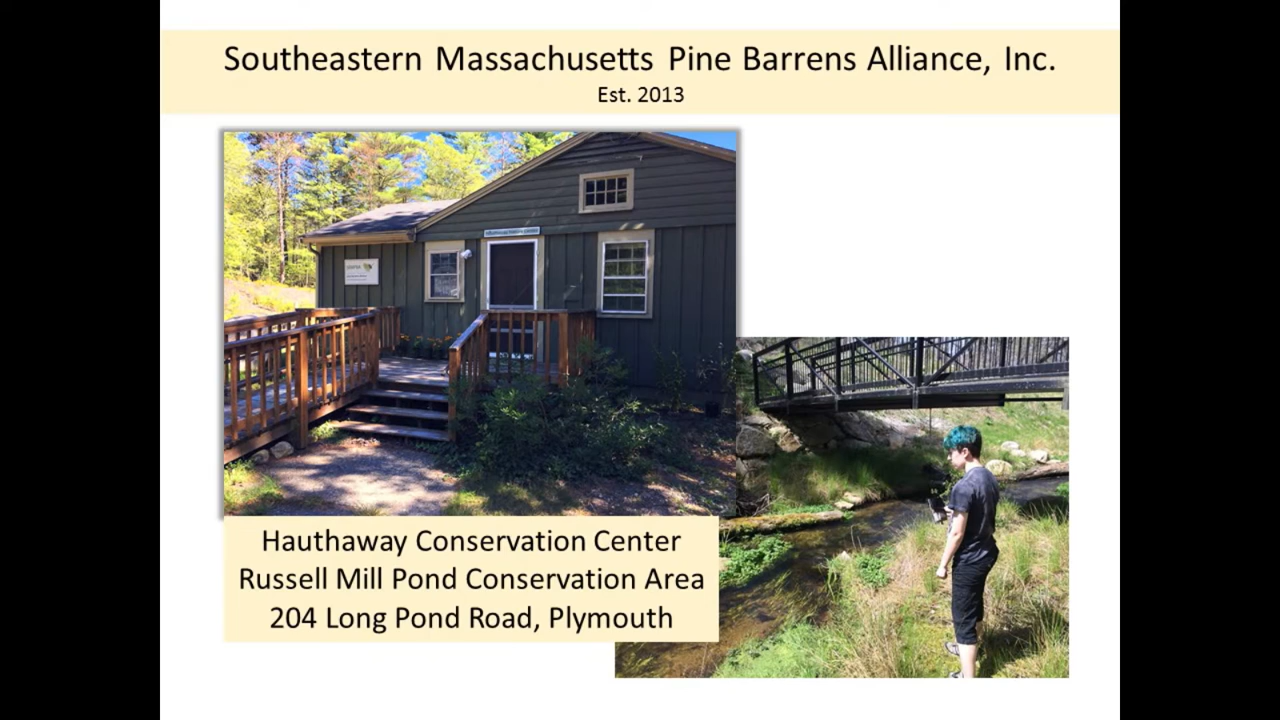 Southeastern Massachusetts Pine Barrens Alliance, Inc.
Est. 2013
Hauthaway Conservation Center
Russell Mill Pond Conservation Area
204 Long Pond Road, Plymouth